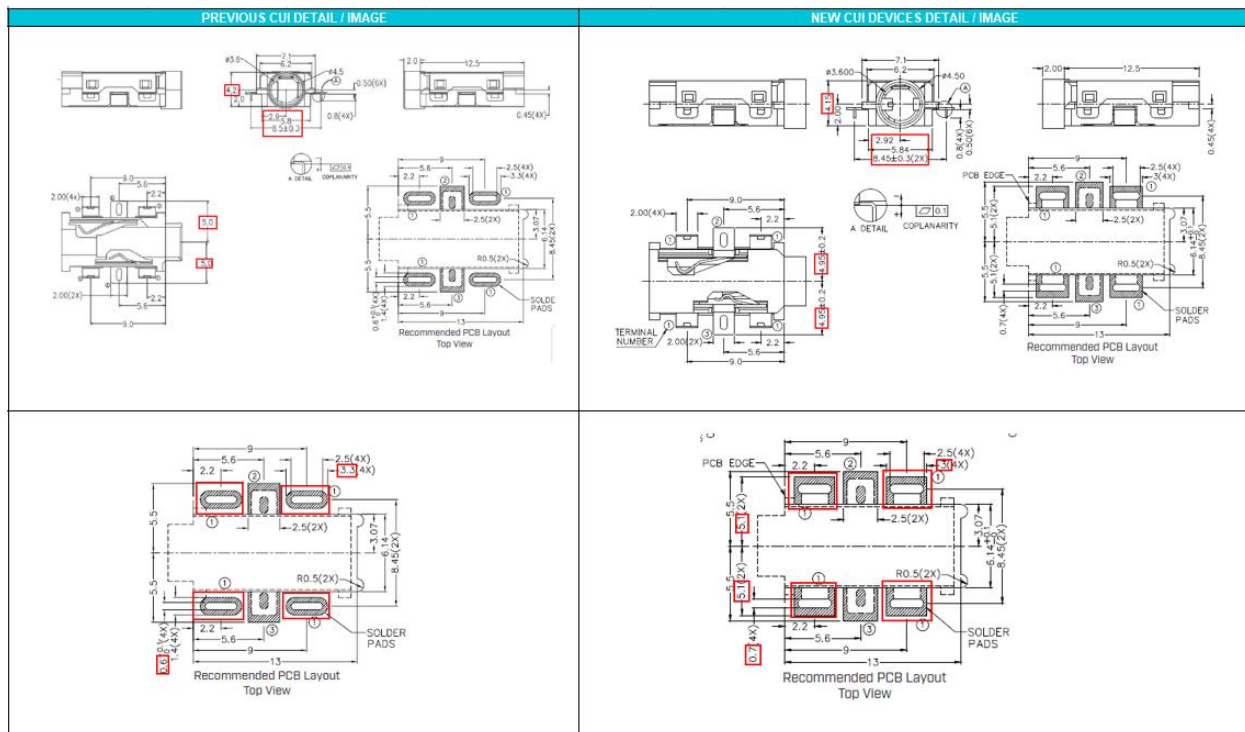 PREVIOUS CUI DETAIL / IMAGE
NEW CUI DEVICES DETAIL / IMAGE
7.1
6.2
ø3.6
ø4.5
A
2.0
12.5
0.50(6X)
4.2
2.0
2.9
5.8
8.5±0.3
0.8(4X)
0.45(4X)
A DETAIL
COPLANARITY
9.0
5.6
2.2
2.00(4x)
5.0
5.0
2.00(2X)
2.2
5.6
9.0
9
5.6
2.2
2.5(4X)
3.3(4X)
5.5
5.5
2.5(2X)
3.07
6.14
8.45(2X)
R0.5(2X)
2.2
5.6
9
13
1.4(4X)
SOLDE
PADS
Recommended PCB Layout
Top View
7.1
6.2
ø3.600
ø4.50
A
2.00
12.5
4.15
2.00
2.92
5.84
8.45±0.3(2X)
0.8(4X)
0.50(6X)
0.45(4X)
A DETAIL
0.1
COPLANARITY
9.0
5.6
2.2
2.00(4X)
4.95±0.2
4.95±0.2
TERMINAL
NUMBER
2.00(2X)
2.2
5.6
9.0
PCB EDGE
9
5.6
2.2
2.5(4X)
3(4X)
5.5
5.1(2X)
5.5
5.1(2X)
2.5(2X)
3.07
8.45(2X)
R0.5(2X)
0.7(4X)
2.2
5.6
9
13
SOLDER
PADS
Recommended PCB Layout
Top View
9
5.6
2.2
2.5(4X)
3.3(4X)
5.5
5.5
2.5(2X)
3.07
6.14
8.45(2X)
R0.5(2X)
2.2
5.6
9
13
1.4(4X)
SOLDER
PADS
Recommended PCB Layout
Top View
PCB EDGE
9
5.6
2.2
2.5(4X)
3(4X)
5.5
5.1(2X)
5.5
5.1(2X)
2.5(2X)
3.07
6.14±0.1
8.45(2X)
R0.5(2X)
0.7(4X)
2.2
5.6
9
13
SOLDER
PADS
Recommended PCB Layout
Top View